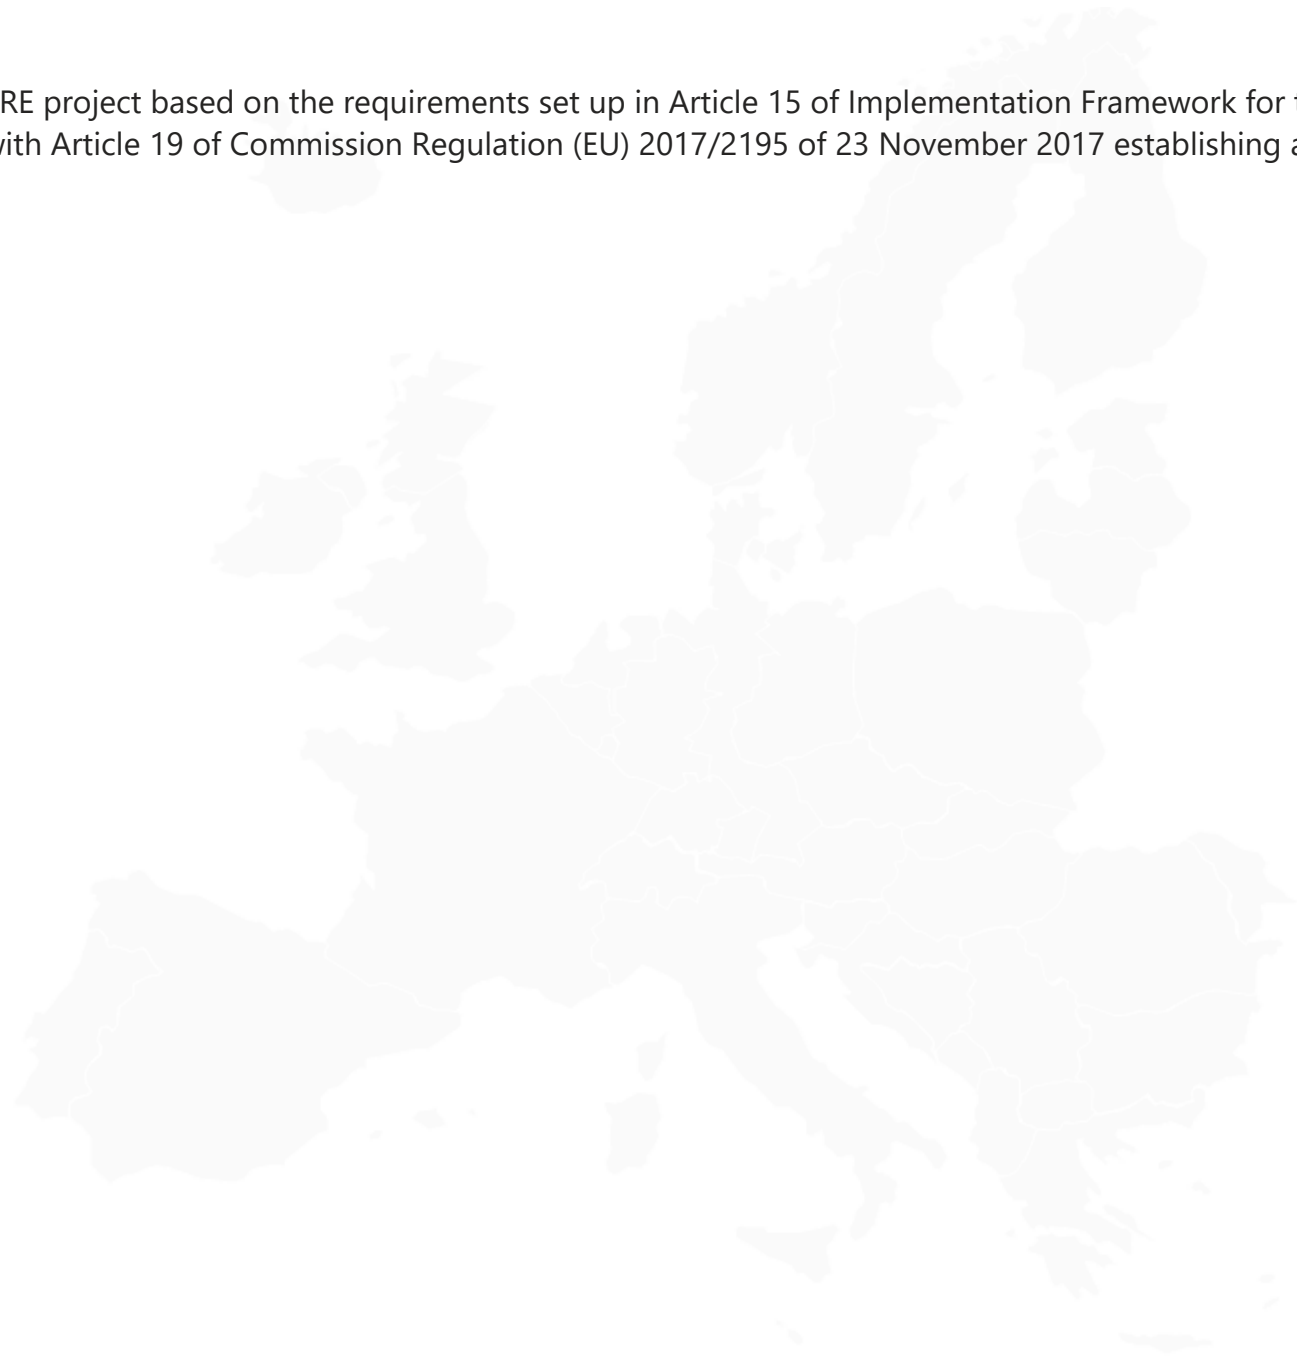 RE project based on the requirements set up in Article 15 of Implementation Framework for
with Article 19 of Commission Regulation (EU) 2017/2195 of 23 November 2017 establishing